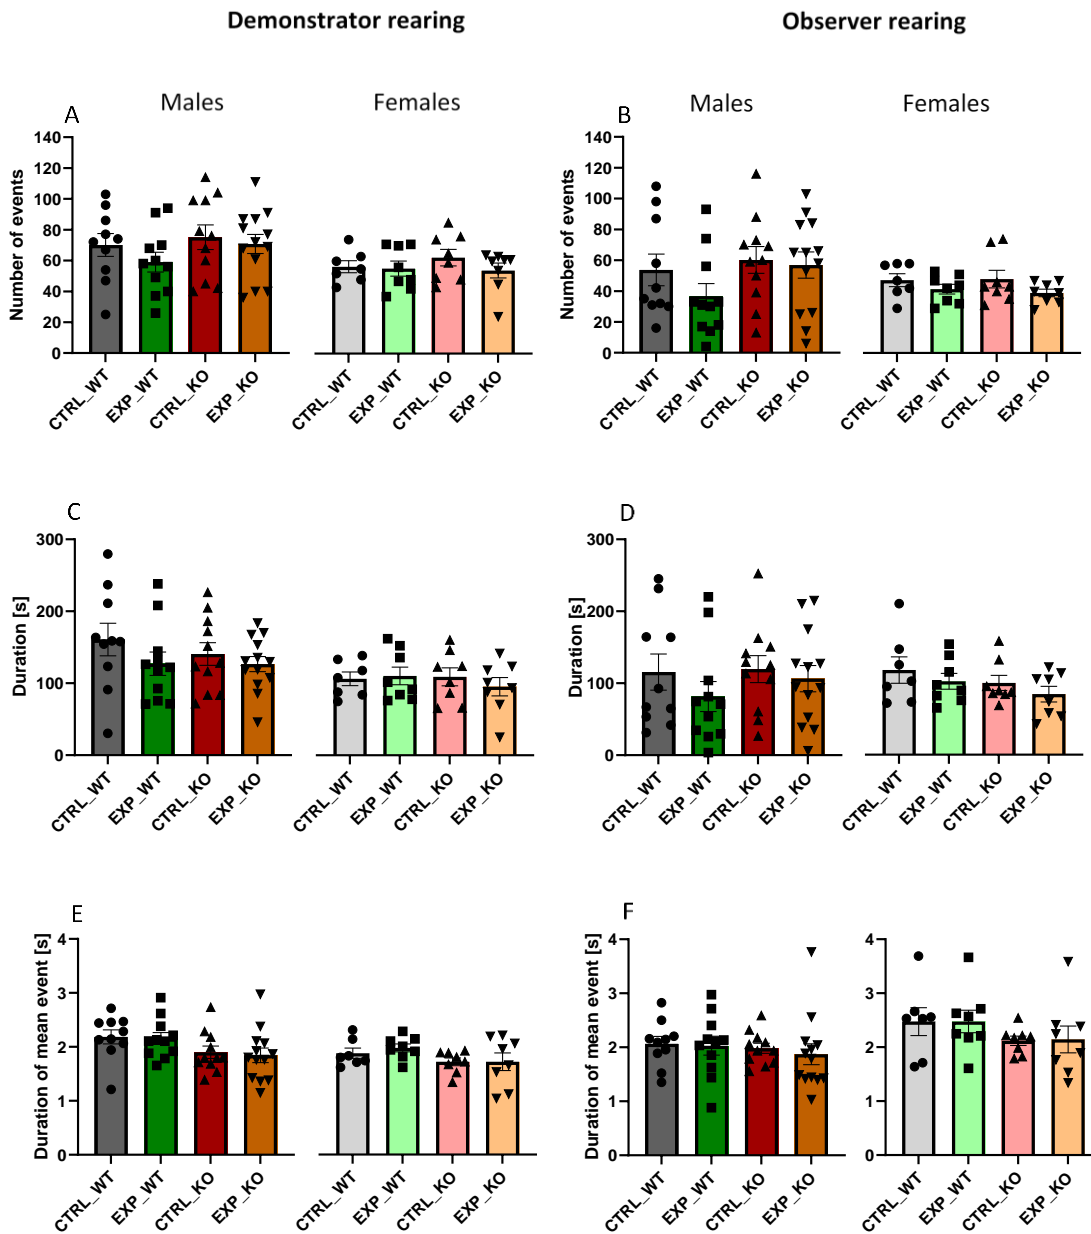 Demonstrator rearing
Observer rearing
A
Males
Females
B
Males
Females
Number of events
140
120
100
80
60
40
20
0
CTRL_WT
EXP_WT
CTRL_KO
EXP_KO
CTRL_WT
EXP_WT
CTRL_KO
EXP_KO
Number of events
140
120
100
80
60
40
20
0
CTRL_WT
EXP_WT
CTRL_KO
EXP_KO
CTRL_WT
EXP_WT
CTRL_KO
EXP_KO
C
Duration [s]
300
200
100
0
CTRL_WT
EXP_WT
CTRL_KO
EXP_KO
CTRL_WT
EXP_WT
CTRL_KO
EXP_KO
D
Duration [s]
300
200
100
0
CTRL_WT
EXP_WT
CTRL_KO
EXP_KO
CTRL_WT
EXP_WT
CTRL_KO
EXP_KO
E
Duration of mean event [s]
4
3
2
1
0
CTRL_WT
EXP_WT
CTRL_KO
EXP_KO
CTRL_WT
EXP_WT
CTRL_KO
EXP_KO
F
Duration of mean event [s]
4
3
2
1
0
CTRL_WT
EXP_WT
CTRL_KO
EXP_KO
4
3
2
1
0
CTRL_WT
EXP_WT
CTRL_KO
EXP_KO